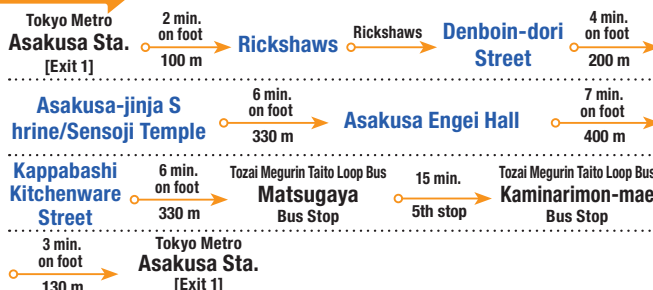 Tokyo Metro
Asakusa Sta.
[Exit 1]
2 min.
on foot
100 m
Rickshaws
Rickshaws
Denboin-dori
Street
4 min.
on foot
200 m
Asakusa-jinja S
hrine/Sensoji Temple
6 min.
on foot
330 m
Asakusa Engei Hall
7 min.
on foot
400 m
Kappabashi
Kitchenware
Street
6 min.
on foot
330 m
Tozai Megurin Taito Loop Bus
Matsugaya
Bus Stop
15 min.
5th stop
Tozai Megurin Taito Loop Bus
Kaminarimon-mae
Bus Stop
3 min.
on foot
130 m
Tokyo Metro
Asakusa Sta.
[Exit 1]